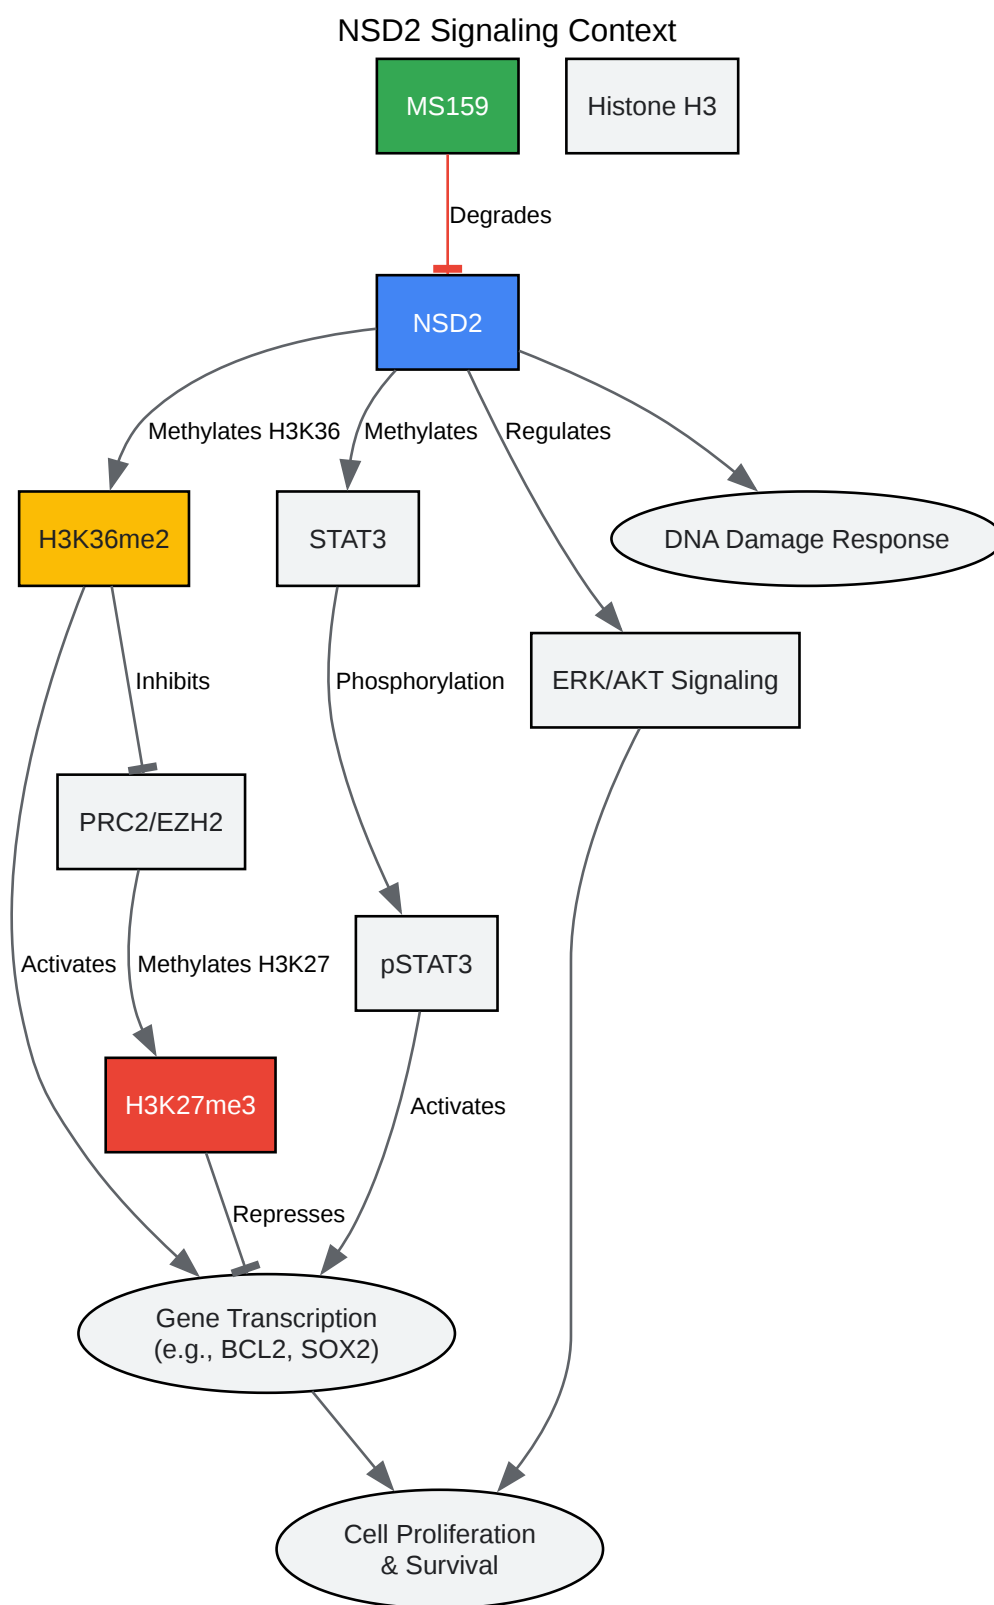 NSD2 Signaling Context
MS159
Histone H3
Degrades
NSD2
Methylates H3K36
Methylates
Regulates
H3K36me2
STAT3
DNA Damage Response
Inhibits
Phosphorylation
ERK/AKT Signaling
PRC2/EZH2
Activates
Methylates H3K27
pSTAT3
H3K27me3
Activates
Represses
Gene Transcription
(e.g., BCL2, SOX2)
Cell Proliferation
& Survival